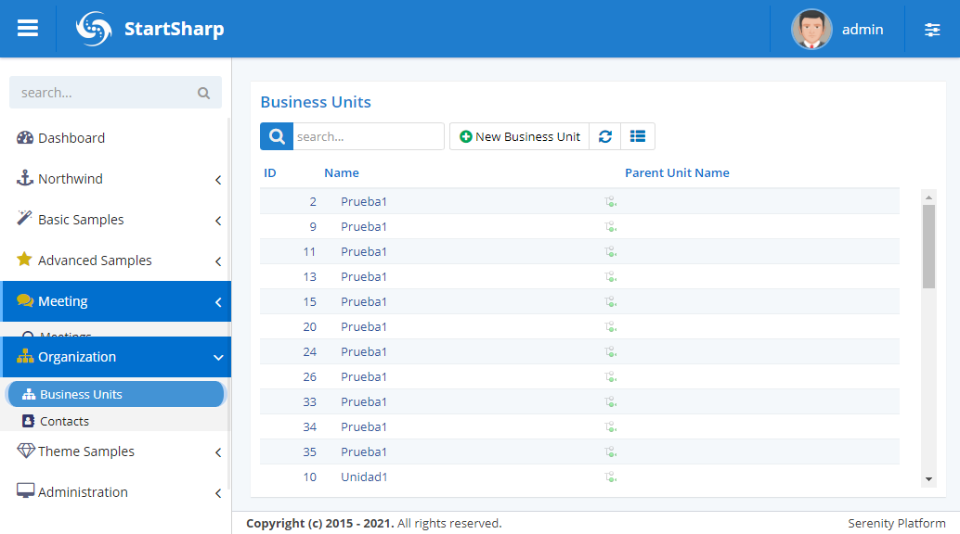 StartSharp
admin
search...
Dashboard
Northwind
Basic Samples
Advanced Samples
Meeting
Meetings
Organization
Business Units
Contacts
Theme Samples
Administration
Business Units
search...
New Business Unit
ID Name Parent Unit Name
2 Prueba1
9 Prueba1
11 Prueba1
13 Prueba1
15 Prueba1
20 Prueba1
24 Prueba1
26 Prueba1
33 Prueba1
34 Prueba1
35 Prueba1
10 Unidad1
Copyright (c) 2015 - 2021. All rights reserved.
Serenity Platform